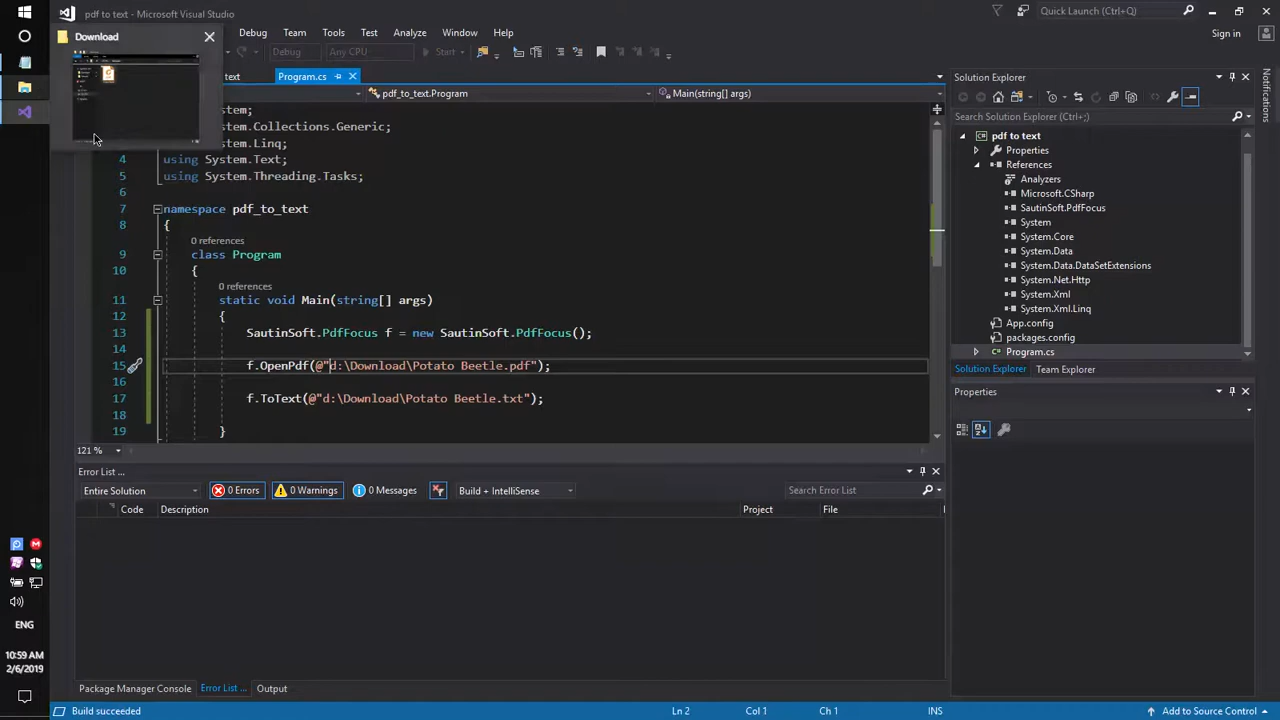 pdf to text - Microsoft Visual Studio
Quick Launch (Ctrl+Q)
Download
Debug Team Tools Test Analyze Window Help
Sign in
Debug Any CPU Start
text Program.cs
pdf_to_text.Program Main(string[] args)
stem;
stem.Collections.Generic;
stem.Linq;
4 using System.Text;
5 using System.Threading.Tasks;
6
7 namespace pdf_to_text
8 {
0 references
9 class Program
10 {
0 references
11 static void Main(string[] args)
12 {
13 SautinSoft.PdfFocus f = new SautinSoft.PdfFocus();
14
15 f.OpenPdf(@"d:\Download\Potato Beetle.pdf");
16
17 f.ToText(@"d:\Download\Potato Beetle.txt");
18
19 }
121 %
Solution Explorer
Search Solution Explorer
pdf to text
Properties
References
Analyzers
Microsoft.CSharp
SautinSoft.PdfFocus
System
System.Core
System.Data
System.Data.DataSetExtensions
System.Net.Http
System.Xml
System.Xml.Linq
App.config
packages.config
Program.cs
Solution Explorer Team Explorer
Properties
Notifications
Error List ...
Entire Solution 0 Errors 0 Warnings 0 Messages Build + IntelliSense Search Error List
Code Description Project File
Package Manager Console Error List ... Output
Build succeeded Ln 2 Col 1 Ch 1 INS Add to Source Control
ENG
10:59 AM
2/6/2019